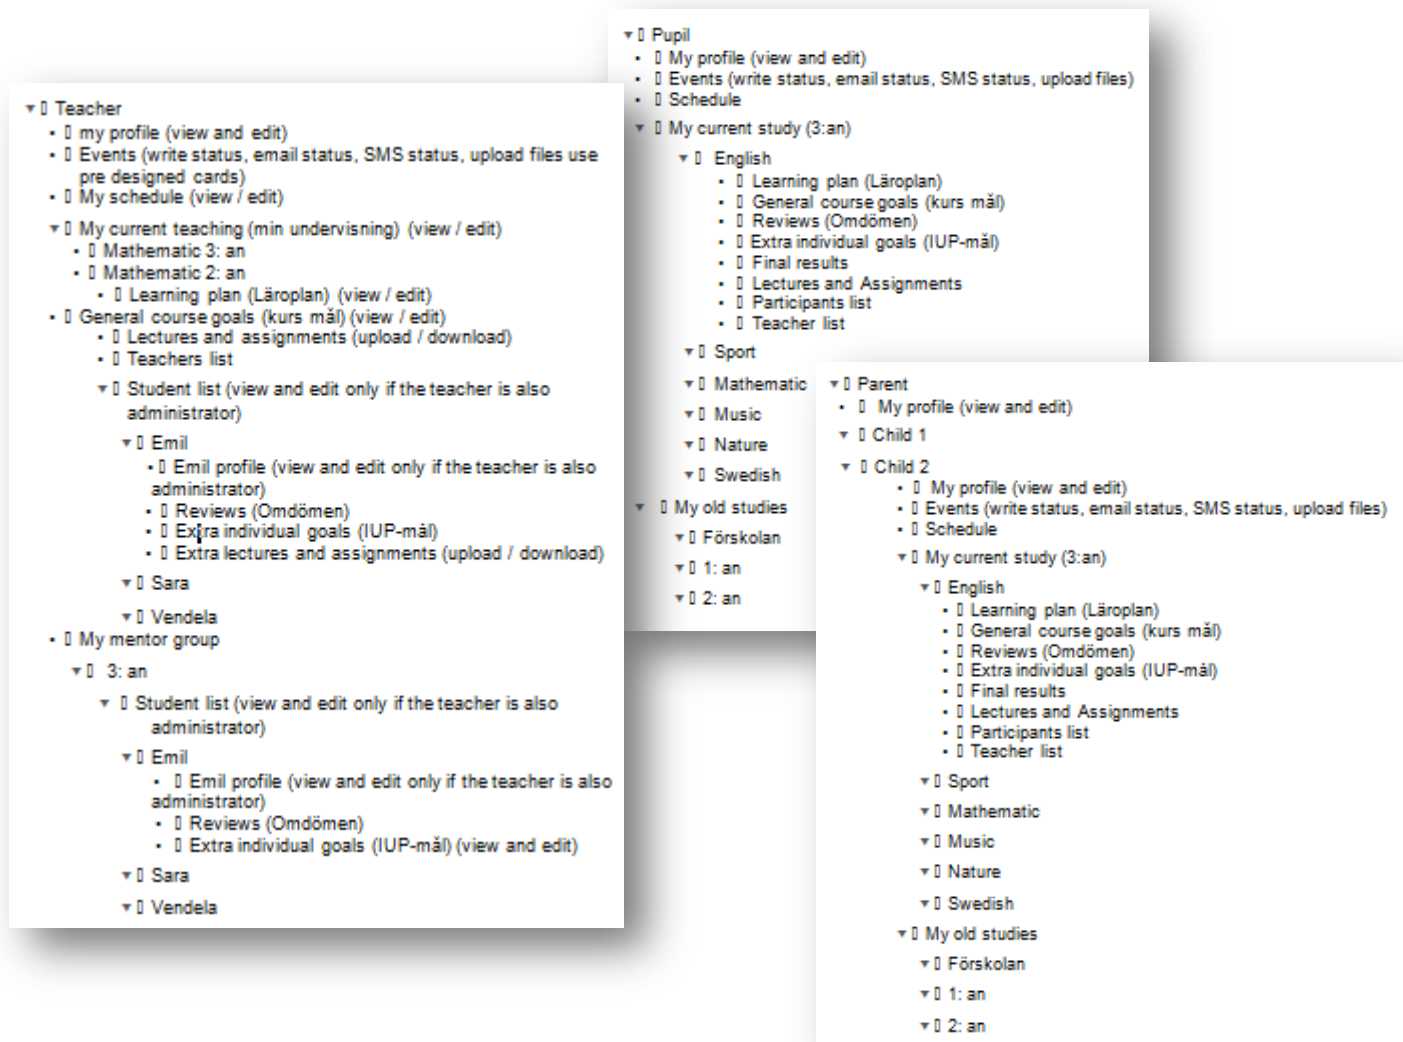 Teacher
my profile (view and edit)
Events (write status, email status, SMS status, upload files use
pre designed cards)
My schedule (view / edit)
My current teaching (min undervisning) (view / edit)
Mathematic 3: an
Mathematic 2: an
Learning plan (Läroplan) (view / edit)
General course goals (kurs mål) (view / edit)
Lectures and assignments (upload / download)
Teachers list
Student list (view and edit only if the teacher is also
administrator)
Emil
Emil profile (view and edit only if the teacher is also
administrator)
Reviews (Omdömen)
Extra individual goals (IUP-mål)
Extra lectures and assignments (upload / download)
Sara
Vendela
My mentor group
3: an
Student list (view and edit only if the teacher is also
administrator)
Emil
Emil profile (view and edit only if the teacher is also
administrator)
Reviews (Omdömen)
Extra individual goals (IUP-mål) (view and edit)
Sara
Vendela
Pupil
My profile (view and edit)
Events (write status, email status, SMS status, upload files)
Schedule
My current study (3:an)
English
Learning plan (Läroplan)
General course goals (kurs mål)
Reviews (Omdömen)
Extra individual goals (IUP-mål)
Final results
Lectures and Assignments
Participants list
Teacher list
Sport
Mathematic
Music
Nature
Swedish
My old studies
Förskolan
1: an
2: an
Parent
My profile (view and edit)
Child 1
Child 2
My profile (view and edit)
Events (write status, email status, SMS status, upload files)
Schedule
My current study (3:an)
English
Learning plan (Läroplan)
General course goals (kurs mål)
Reviews (Omdömen)
Extra individual goals (IUP-mål)
Final results
Lectures and Assignments
Participants list
Teacher list
Sport
Mathematic
Music
Nature
Swedish
My old studies
Förskolan
1: an
2: an